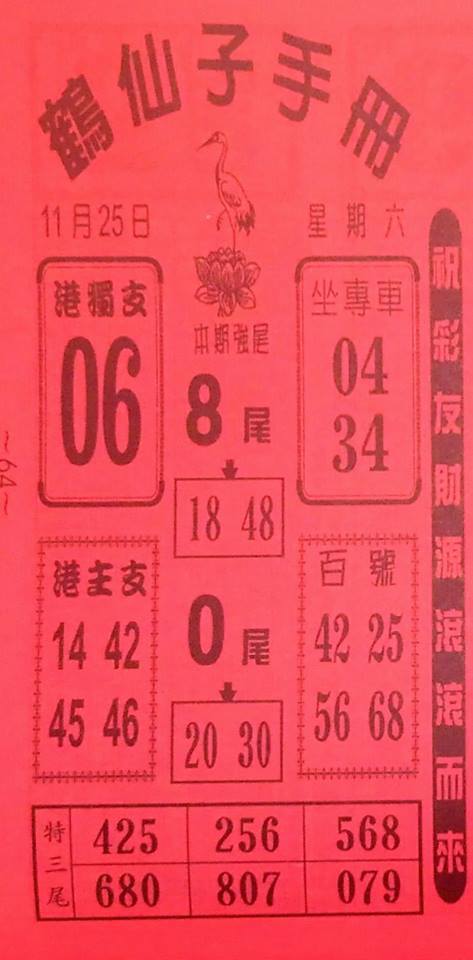 鶴仙子手冊
11月25日
星期六
港獨支
06
本期強尾
8尾
18 48
坐專車
04
34
港主支
14 42
45 46
0尾
20 30
百號
42 25
56 68
特三尾
425 256 568
680 807 079
祝彩友財源滾滾而來
~64~